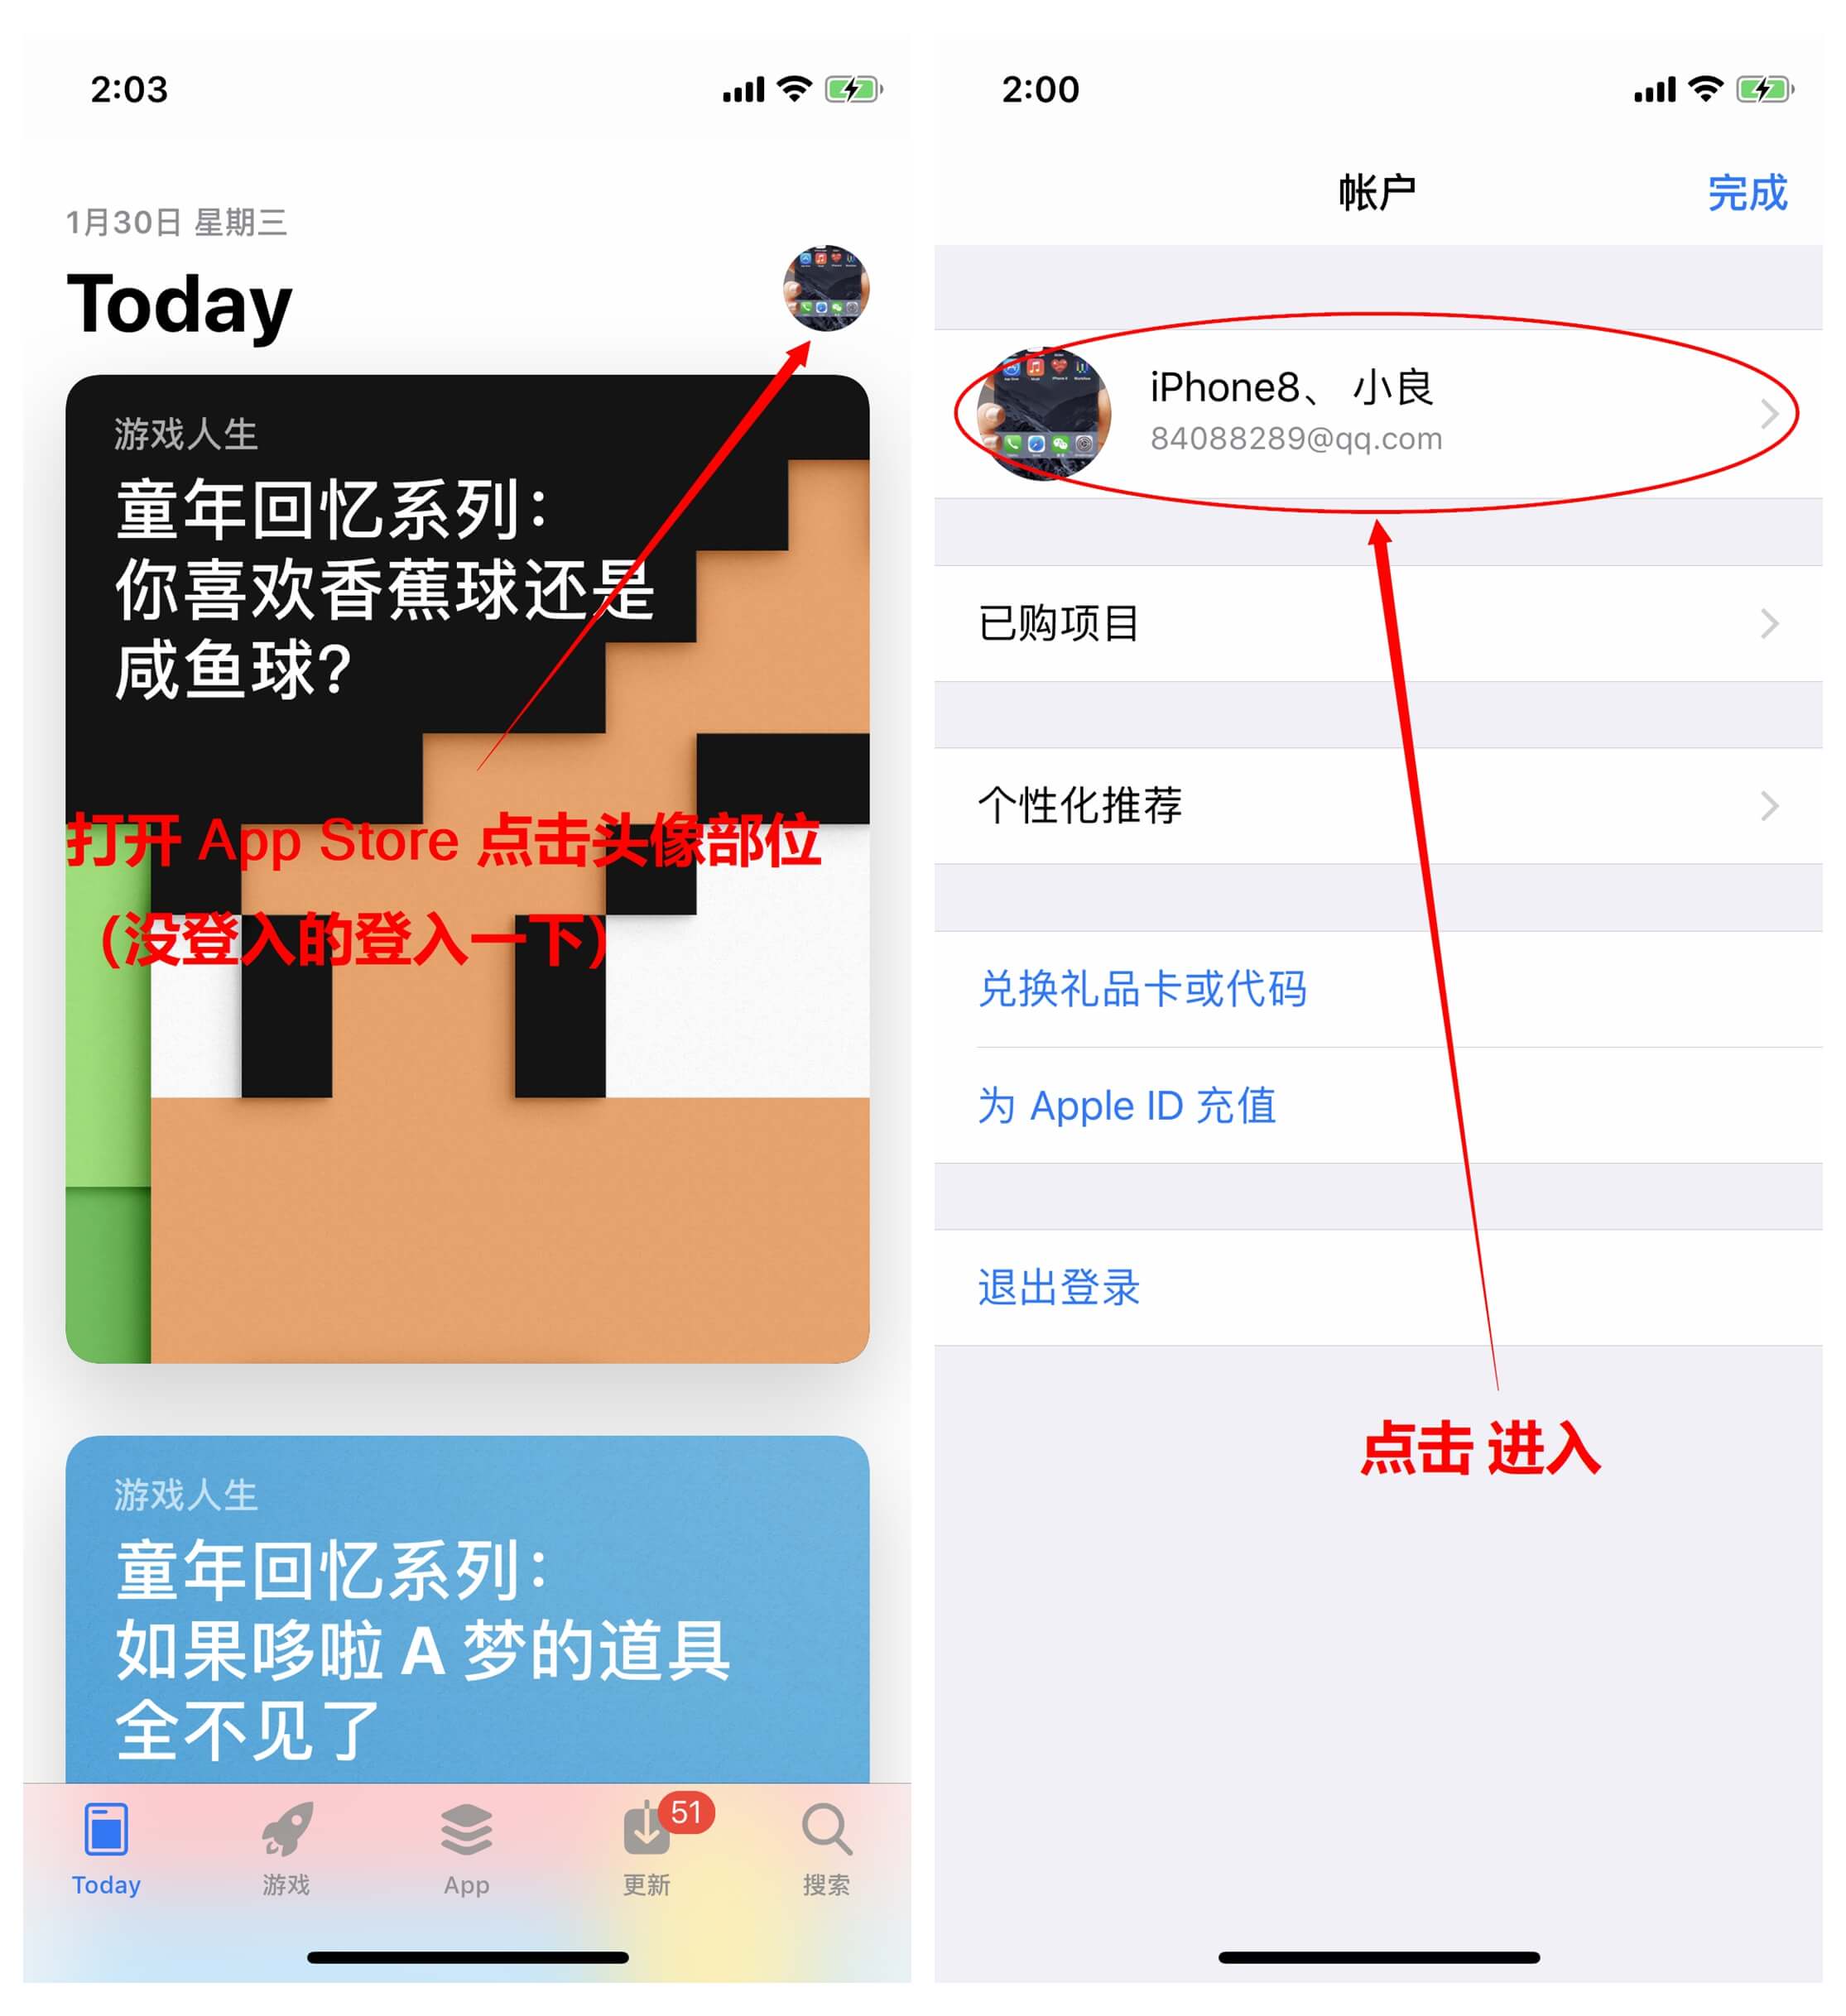 2:03
1月30日 星期三
Today
游戏人生
童年回忆系列：
你喜欢香蕉球还是
咸鱼球？
打开 App Store 点击头像部位
（没登入的登入一下）
游戏人生
童年回忆系列：
如果哆啦 A 梦的道具
全不见了
51
Today
游戏
App
更新
搜索
2:00
帐户
完成
iPhone8、 小良
84088289@qq.com
已购项目
个性化推荐
兑换礼品卡或代码
为 Apple ID 充值
退出登录
点击 进入